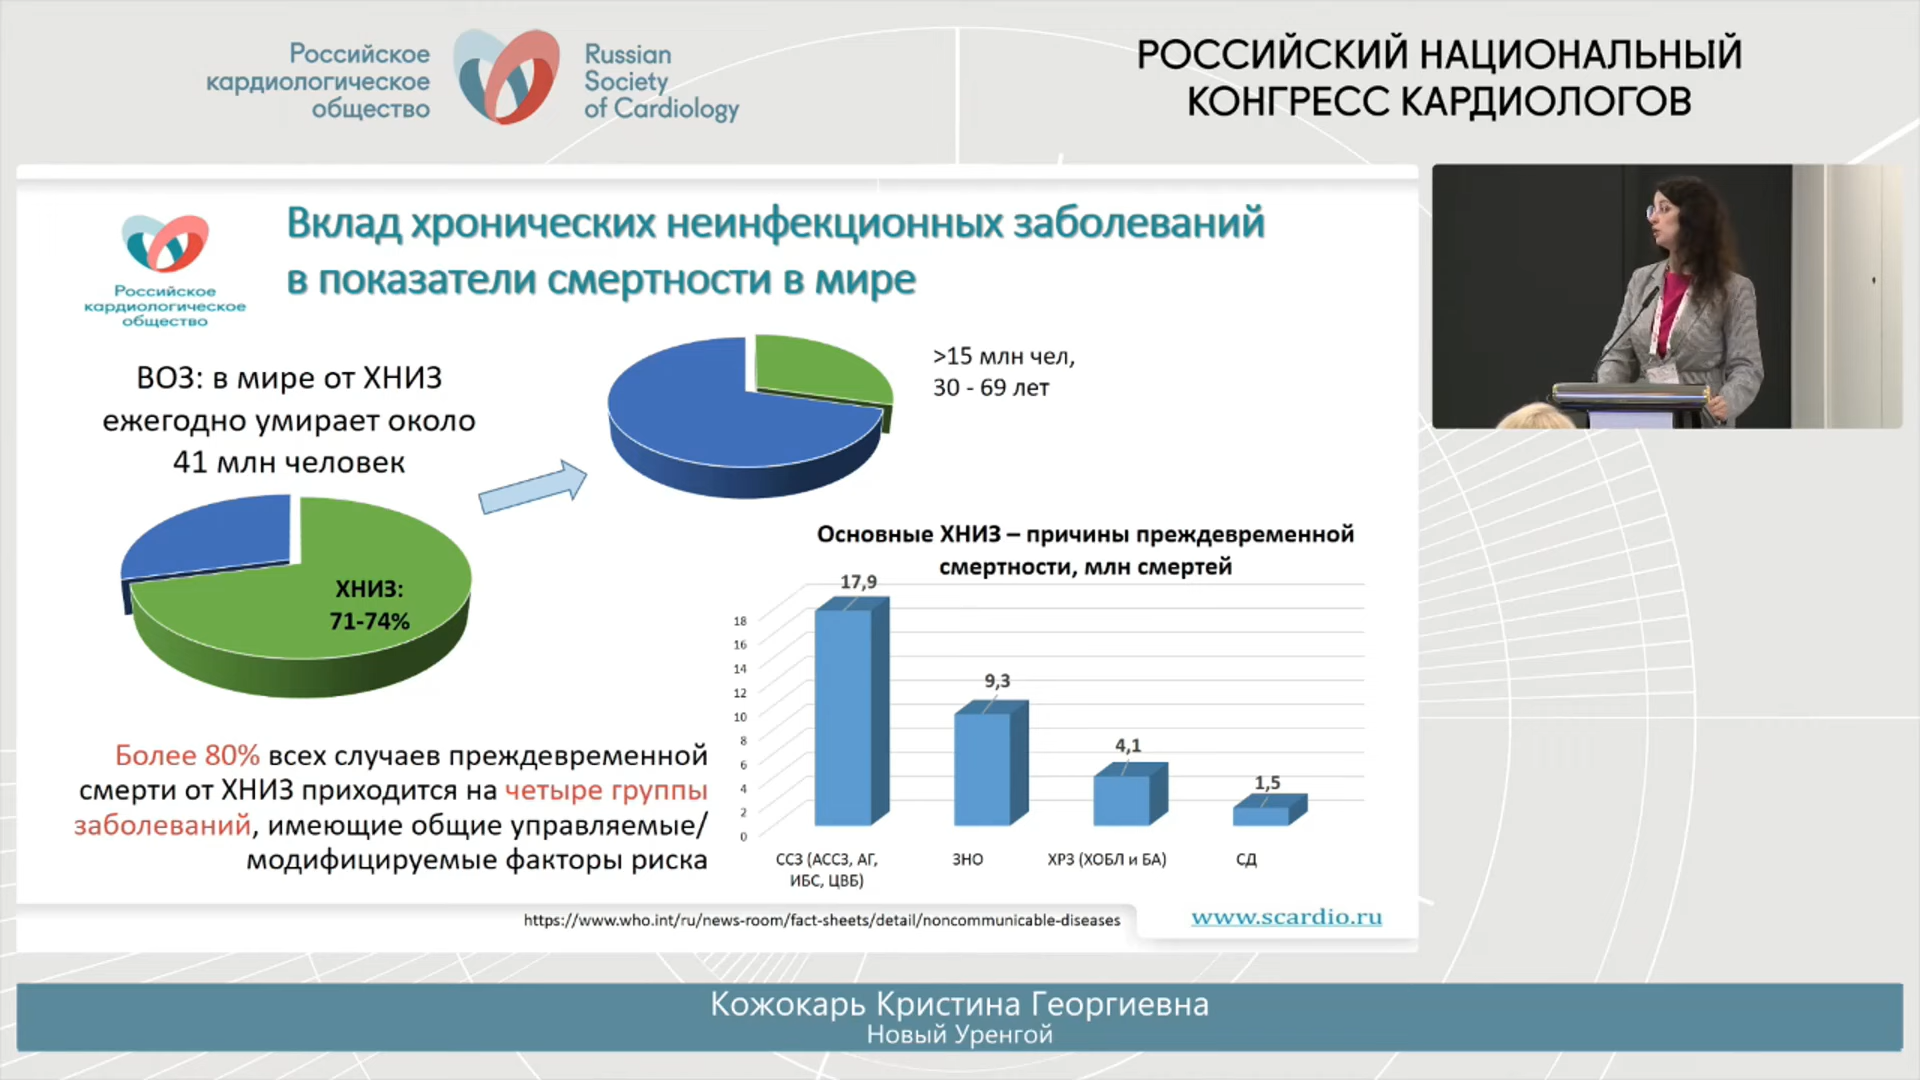 Российское
кардиологическое
общество
Russian
Society
of Cardiology
РОССИЙСКИЙ НАЦИОНАЛЬНЫЙ
КОНГРЕСС КАРДИОЛОГОВ
Российское
кардиологическое
общество
Вклад хронических неинфекционных заболеваний
в показатели смертности в мире
ВОЗ: в мире от ХНИЗ
ежегодно умирает около
41 млн человек
>15 млн чел,
30 - 69 лет
ХНИЗ:
71-74%
Более 80% всех случаев преждевременной
смерти от ХНИЗ приходится на четыре группы
заболеваний, имеющие общие управляемые/
модифицируемые факторы риска
Основные ХНИЗ – причины преждевременной
смертности, млн смертей
17,9
9,3
4,1
1,5
18
16
14
12
10
8
6
4
2
0
ССЗ (АССЗ, АГ,
ИБС, ЦВБ)
ЗНО
ХРЗ (ХОБЛ и БА)
СД
https://www.who.int/ru/news-room/fact-sheets/detail/noncommunicable-diseases
www.scardio.ru
Кожокарь Кристина Георгиевна
Новый Уренгой